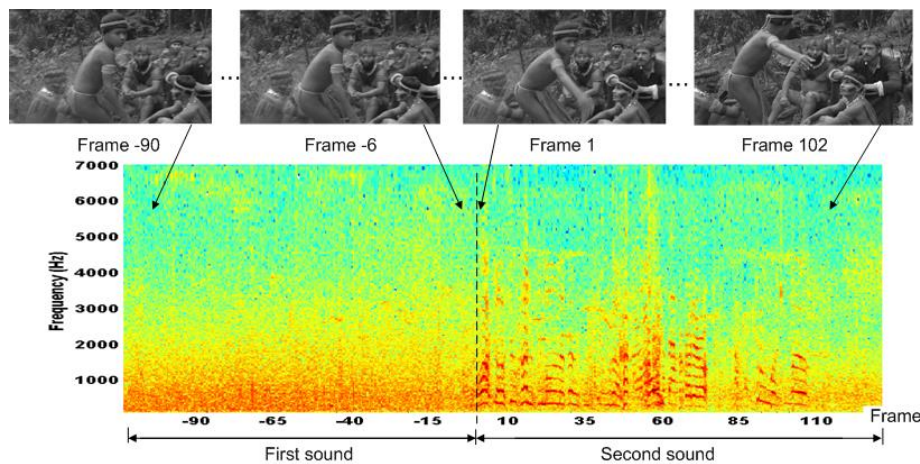 Frame -90
Frame -6
Frame 1
Frame 102
Frequency (Hz)
7000
6000
5000
4000
3000
2000
1000
-90 -65 -40 -15 10 35 60 85 110 Frame
First sound Second sound